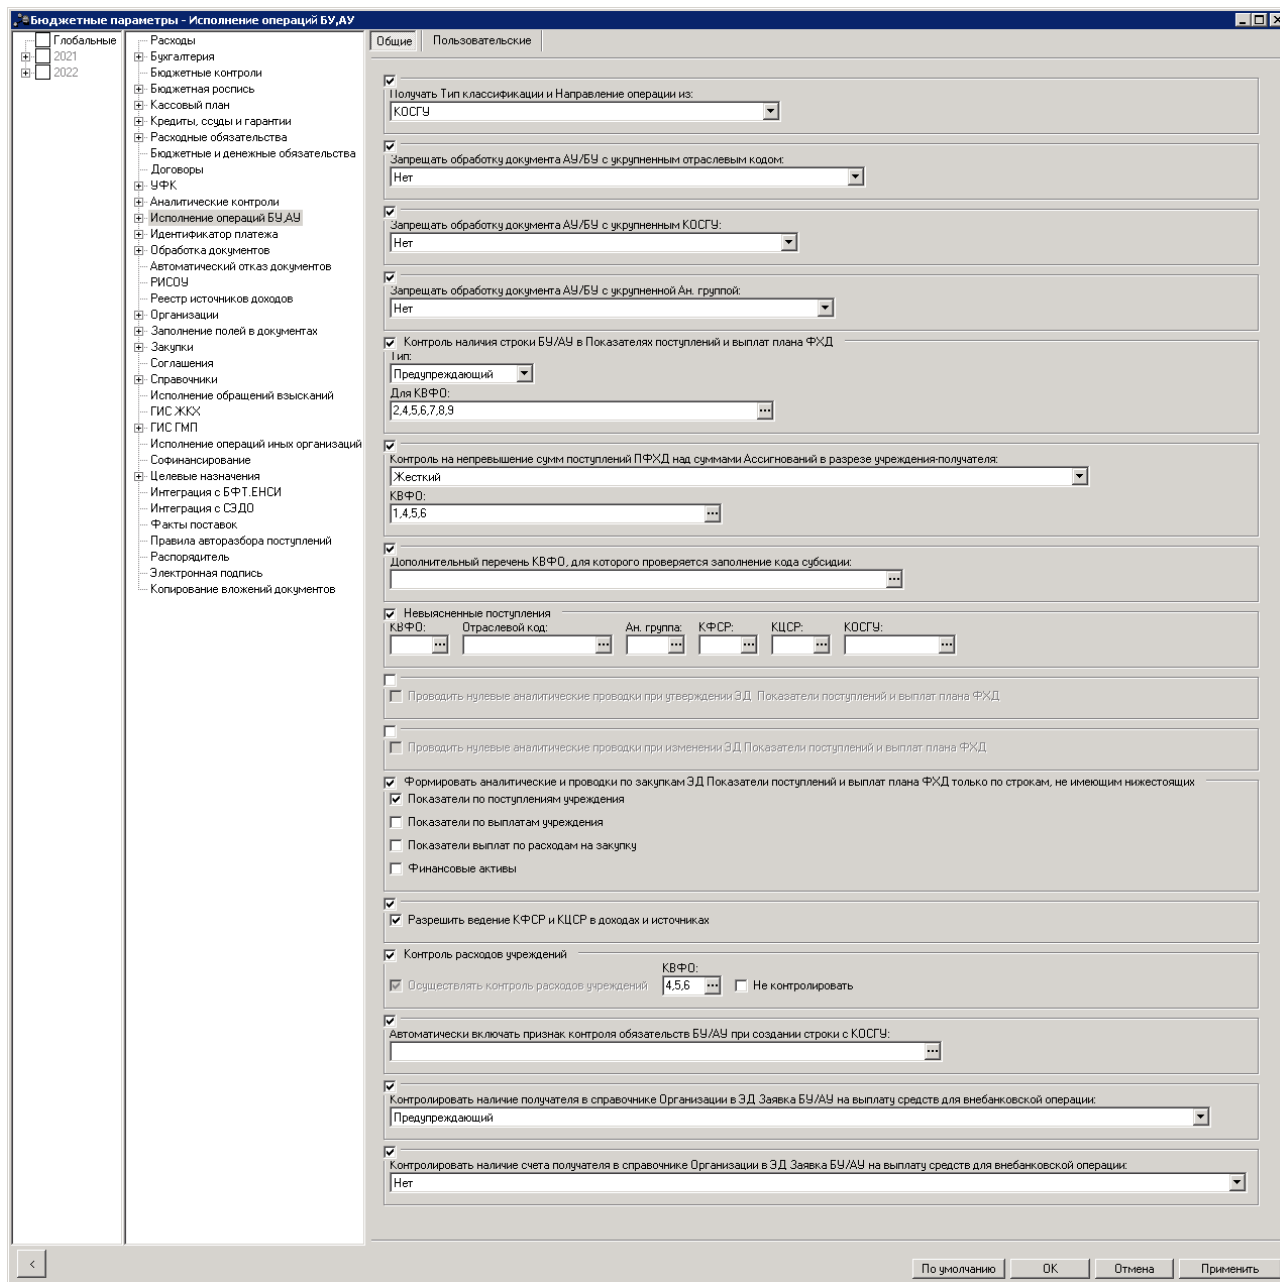 Бюджетные параметры - Исполнение операций БУ,АУ
Глобальные
2021
2022
Расходы
Бухгалтерия
Бюджетные контроли
Бюджетная роспись
Кассовый план
Кредиты, ссуды и гарантии
Расходные обязательства
Бюджетные и денежные обязательства
Договоры
УФК
Аналитические контроли
Исполнение операций БУ,АУ
Идентификатор платежа
Обработка документов
Автоматический отказ документов
РИСОУ
Реестр источников доходов
Организации
Заполнение полей в документах
Закупки
Соглашения
Справочники
Исполнение обращений взысканий
ГИС ЖКХ
ГИС ГМП
Исполнение операций иных организаций
Софинансирование
Целевые назначения
Интеграция с БФТ.ЕНСИ
Интеграция с СЭДО
Факты поставок
Правила авторазбора поступлений
Распорядитель
Электронная подпись
Копирование вложений документов
Общие Пользовательские
Получать Тип классификации и Направление операции из:
КОСГУ
Запрещать обработку документа АУ/БУ с укрупненным отраслевым кодом:
Нет
Запрещать обработку документа АУ/БУ с укрупненным КОСГУ:
Нет
Запрещать обработку документа АУ/БУ с укрупненной Ан. группой:
Нет
Контроль наличия строки БУ/АУ в Показателях поступлений и выплат плана ФХД
Тип:
Предупреждающий
Для КВФО:
2,4,5,6,7,8,9 ...
Контроль на непревышение сумм поступлений ПФХД над суммами Ассигнований в разрезе учреждения-получателя:
Жесткий
КВФО:
1,4,5,6 ...
Дополнительный перечень КВФО, для которого проверяется заполнение кода субсидии:
...
Невыясненные поступления
КВФО: Отраслевой код: Ан. группа: КФСР: КЦСР: КОСГУ:
... ... ... ... ... ...
Проводить нулевые аналитические проводки при утверждении ЭД Показатели поступлений и выплат плана ФХД
Проводить нулевые аналитические проводки при изменении ЭД Показатели поступлений и выплат плана ФХД
Формировать аналитические и проводки по закупкам ЭД Показатели поступлений и выплат плана ФХД только по строкам, не имеющим нижестоящих
Показатели по поступлениям учреждения
Показатели по выплатам учреждения
Показатели выплат по расходам на закупку
Финансовые активы
Разрешить ведение КФСР и КЦСР в доходах и источниках
Контроль расходов учреждений
КВФО:
Осуществлять контроль расходов учреждений 4,5,6 ... Не контролировать
Автоматически включать признак контроля обязательств БУ/АУ при создании строки с КОСГУ:
...
Контролировать наличие получателя в справочнике Организации в ЭД Заявка БУ/АУ на выплату средств для внебанковской операции:
Предупреждающий
Контролировать наличие счета получателя в справочнике Организации в ЭД Заявка БУ/АУ на выплату средств для внебанковской операции:
Нет
< По умолчанию OK Отмена Применить